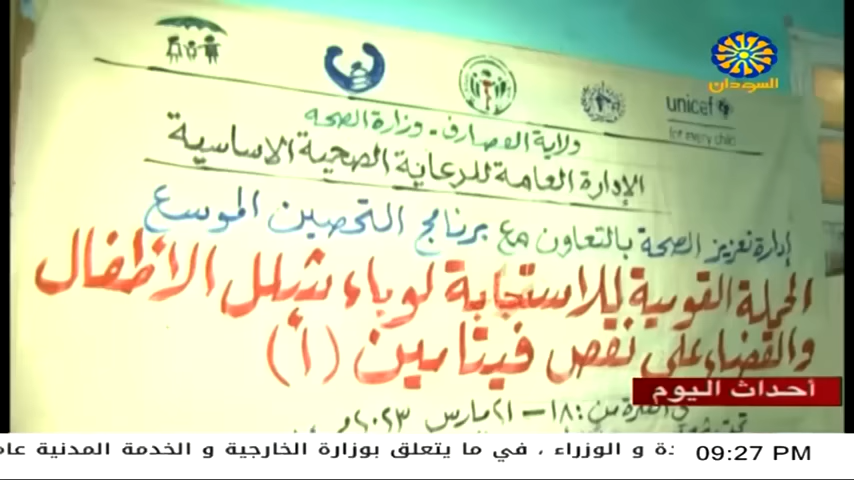 السودان
unicef
for every child
ولاية القضارف - وزارة الصحة
الإدارة العامة للرعاية الصحية الاساسية
إدارة تعزيز الصحة بالتعاون مع برنامج التحصين الموسع
الحملة القومية للاستجابة لوباء شلل الاطفال
والقضاء على نقص فيتامين (أ)
في الفترة من: ١٨ - ٢١ مارس ٢٠٢٣م
أحداث اليوم
ة و الوزراء ، في ما يتعلق بوزارة الخارجية و الخدمة المدنية
09:27 PM